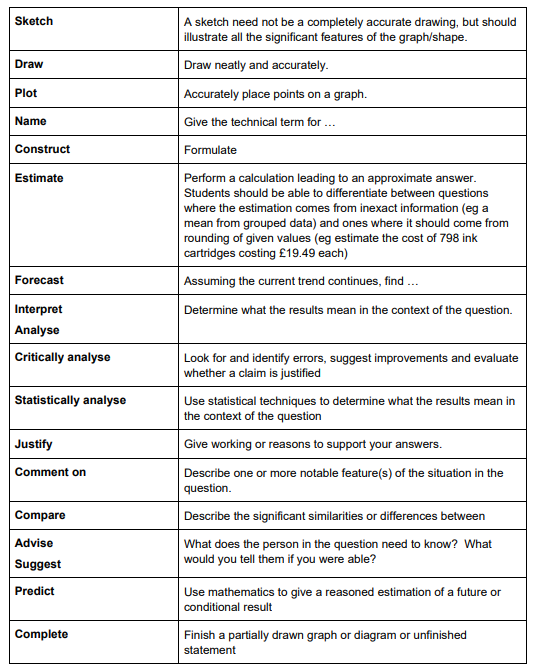 Sketch
A sketch need not be a completely accurate drawing, but should
illustrate all the significant features of the graph/shape.
Draw
Draw neatly and accurately.
Plot
Accurately place points on a graph.
Name
Give the technical term for …
Construct
Formulate
Estimate
Perform a calculation leading to an approximate answer.
Students should be able to differentiate between questions
where the estimation comes from inexact information (eg a
mean from grouped data) and ones where it should come from
rounding of given values (eg estimate the cost of 798 ink
cartridges costing £19.49 each)
Forecast
Assuming the current trend continues, find …
Interpret
Analyse
Determine what the results mean in the context of the question.
Critically analyse
Look for and identify errors, suggest improvements and evaluate
whether a claim is justified
Statistically analyse
Use statistical techniques to determine what the results mean in
the context of the question
Justify
Give working or reasons to support your answers.
Comment on
Describe one or more notable feature(s) of the situation in the
question.
Compare
Describe the significant similarities or differences between
Advise
Suggest
What does the person in the question need to know?  What
would you tell them if you were able?
Predict
Use mathematics to give a reasoned estimation of a future or
conditional result
Complete
Finish a partially drawn graph or diagram or unfinished
statement